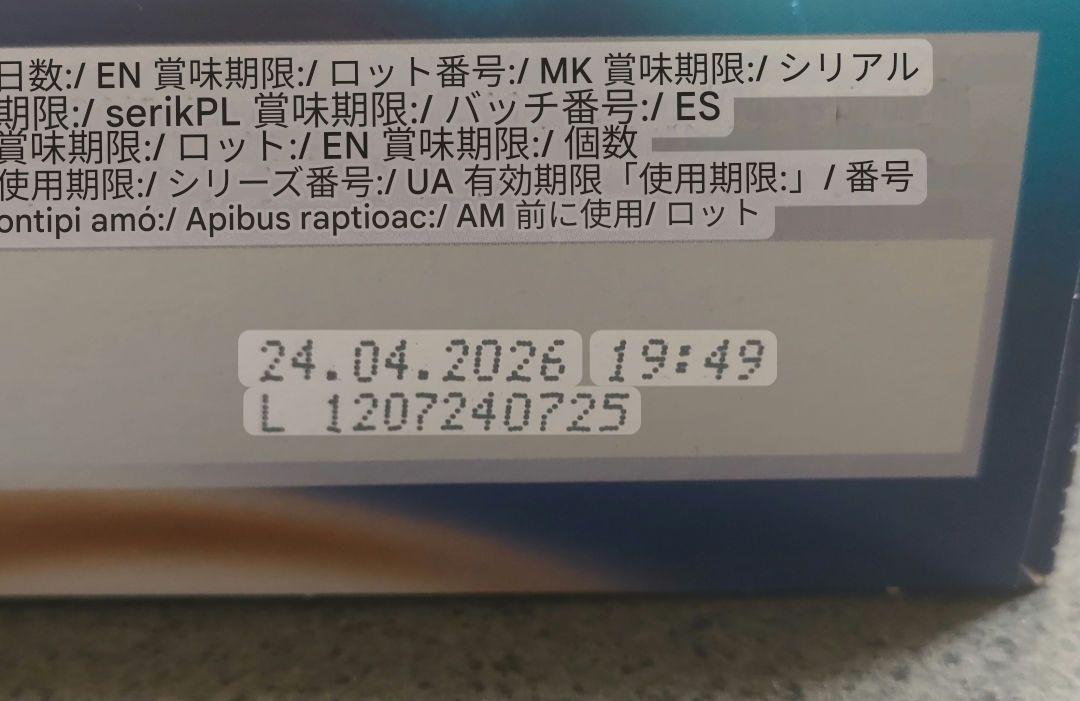 日数:/ EN 賞味期限:/ ロット番号:/ MK 賞味期限:/ シリアル
期限:/ serikPL 賞味期限:/ バッチ番号:/ ES
賞味期限:/ ロット:/ EN 賞味期限:/ 個数
使用期限:/ シリーズ番号:/ UA 有効期限「使用期限:」/ 番号
ontipi amó:/ Apibus raptioac:/ AM 前に使用/ ロット
24.04.2026 19:49
L 1207240725